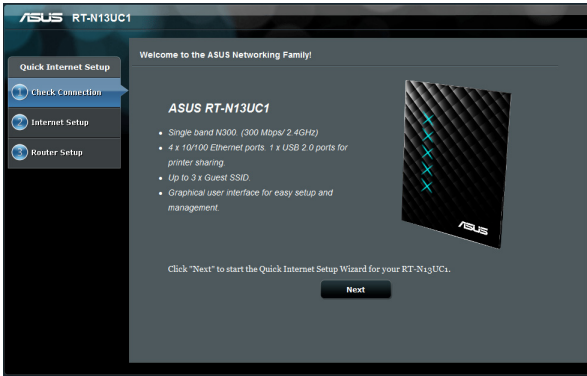 ASUS RT-N13UC1
Quick Internet Setup
1 Check Connection
2 Internet Setup
3 Router Setup
Welcome to the ASUS Networking Family!
ASUS RT-N13UC1
• Single band N300. (300 Mbps/ 2.4GHz)
• 4 x 10/100 Ethernet ports. 1 x USB 2.0 ports for
printer sharing.
• Up to 3 x Guest SSID.
• Graphical user interface for easy setup and
management.
ASUS
Click "Next" to start the Quick Internet Setup Wizard for your RT-N13UC1.
Next